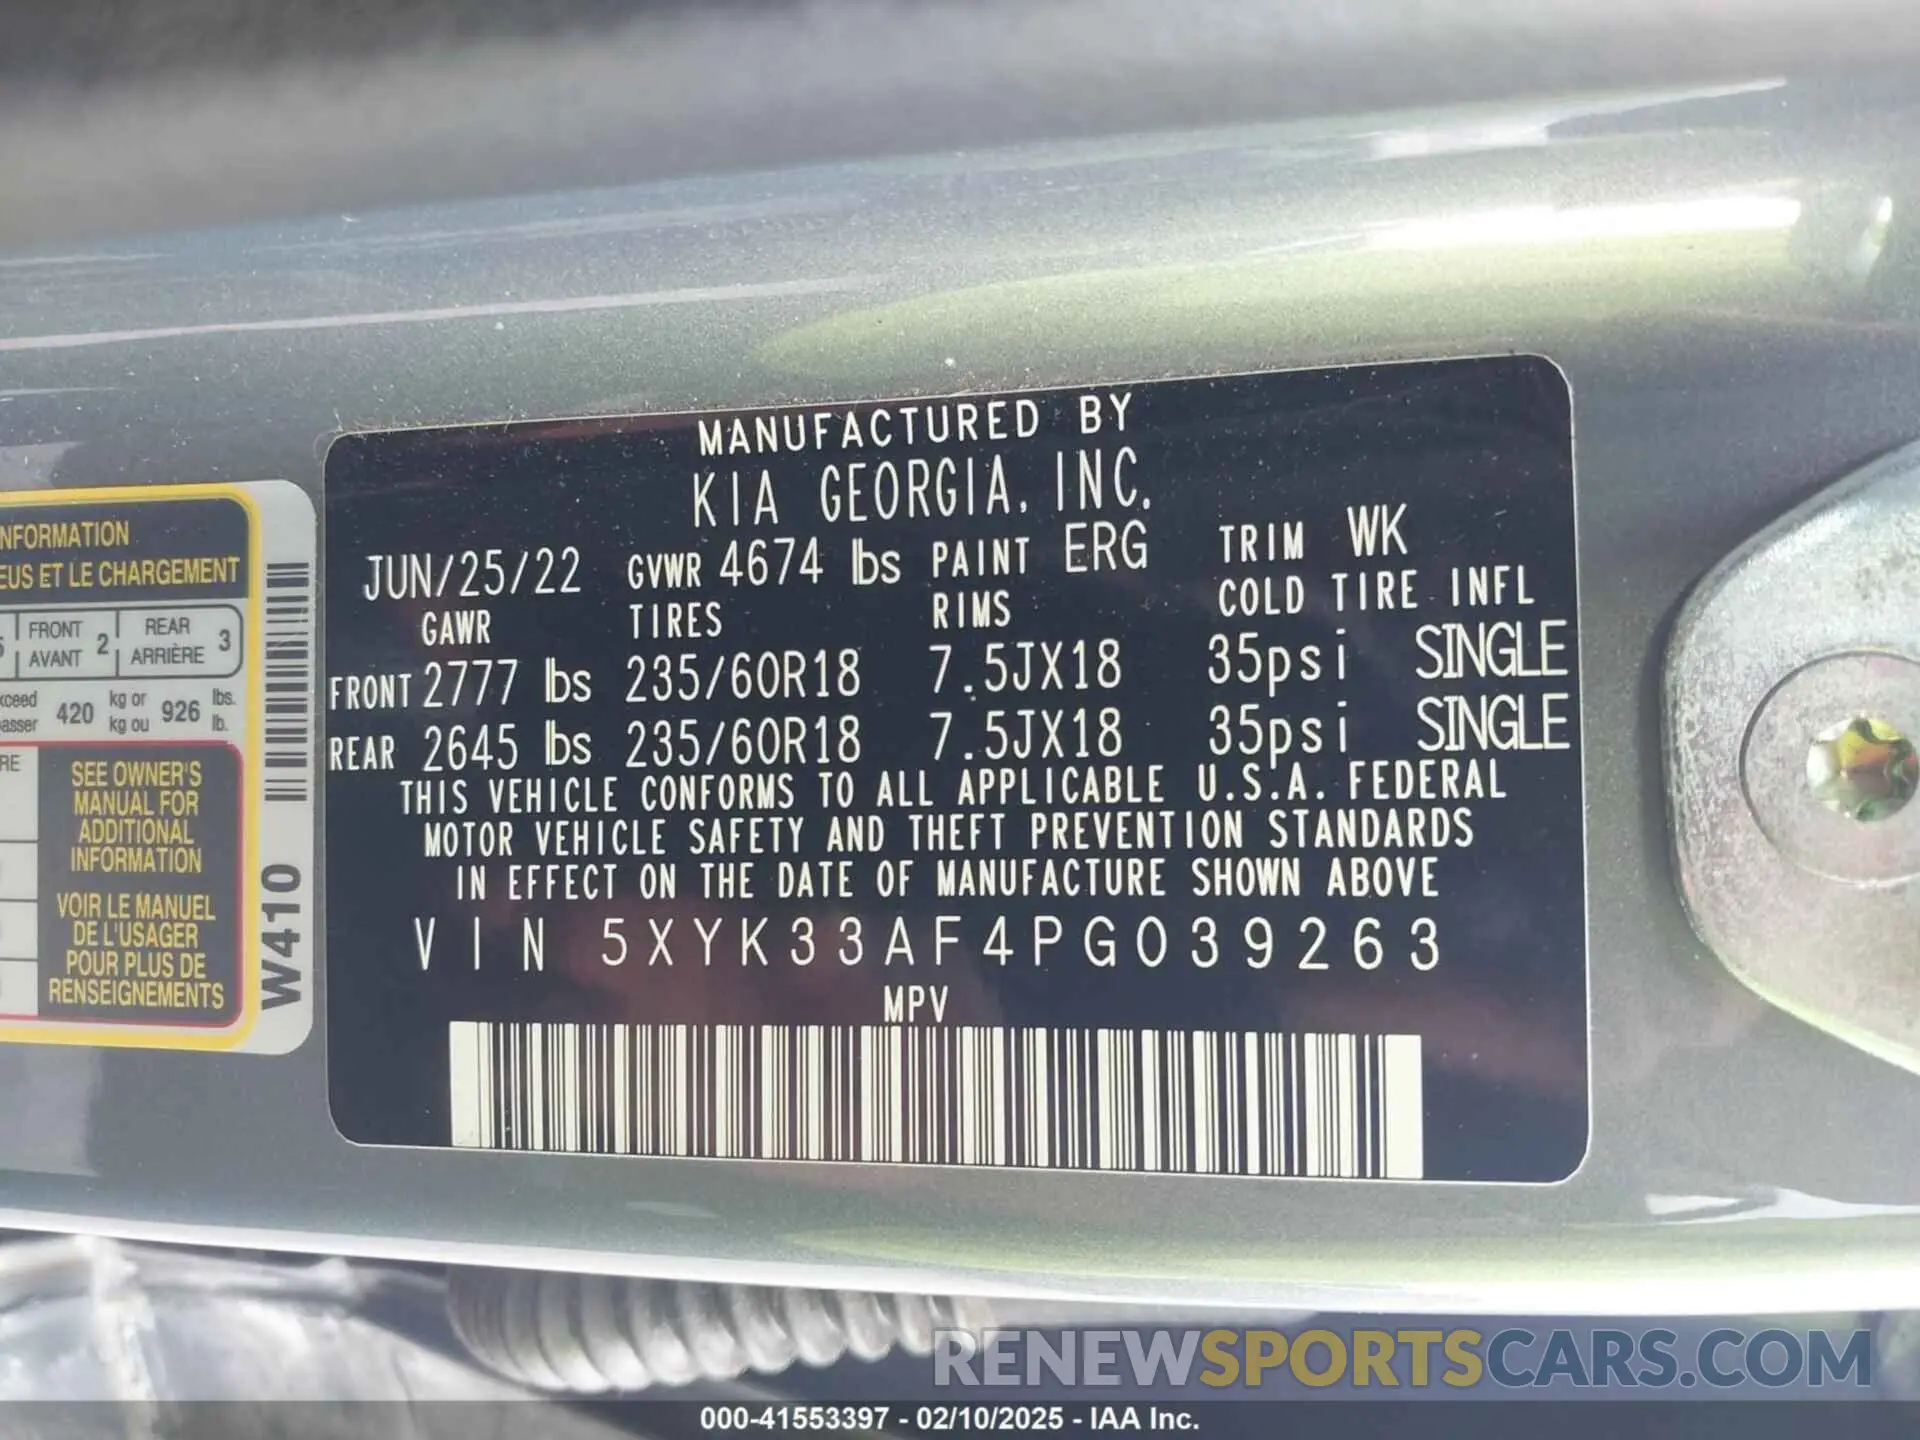 NFORMATION
EUS ET LE CHARGEMENT
FRONT
AVANT 2
REAR
ARRIÈRE 3
kg or
420 kg ou 926 lbs.
lb.
SEE OWNER'S
MANUAL FOR
ADDITIONAL
INFORMATION
VOIR LE MANUEL
DE L'USAGER
POUR PLUS DE
RENSEIGNEMENTS
W410
MANUFACTURED BY
KIA GEORGIA, INC.
JUN/25/22 GVWR 4674 lbs PAINT ERG TRIM WK
GAWR TIRES RIMS COLD TIRE INFL
FRONT 2777 lbs 235/60R18 7.5JX18 35psi SINGLE
REAR 2645 lbs 235/60R18 7.5JX18 35psi SINGLE
THIS VEHICLE CONFORMS TO ALL APPLICABLE U.S.A. FEDERAL
MOTOR VEHICLE SAFETY AND THEFT PREVENTION STANDARDS
IN EFFECT ON THE DATE OF MANUFACTURE SHOWN ABOVE
VIN 5XYK33AF4PG039263
MPV
RENEWSPORTSCARS.COM
000-41553397 - 02/10/2025 - IAA Inc.